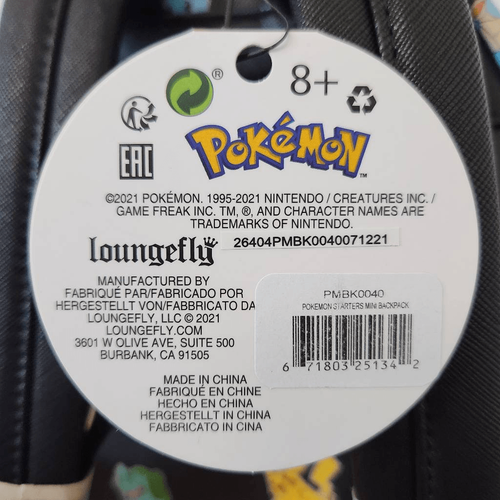 ®
8+
EAC
POKéMON™
©2021 POKÉMON. 1995-2021 NINTENDO / CREATURES INC. /
GAME FREAK INC. TM, ®, AND CHARACTER NAMES ARE
TRADEMARKS OF NINTENDO.
loungefly 26404PMBK0040071221
MANUFACTURED BY
FABRIQUÉ PAR/FABRICADO POR
HERGESTELLT VON/FABBRICATO DA
LOUNGEFLY, LLC © 2021
LOUNGEFLY.COM
3601 W OLIVE AVE, SUITE 500
BURBANK, CA 91505
PMBK0040
POKEMON STARTERS MINI BACKPACK
6 71803 25134 2
MADE IN CHINA
FABRIQUÉ EN CHINE
HECHO EN CHINA
HERGESTELLT IN CHINA
FABBRICATO IN CINA